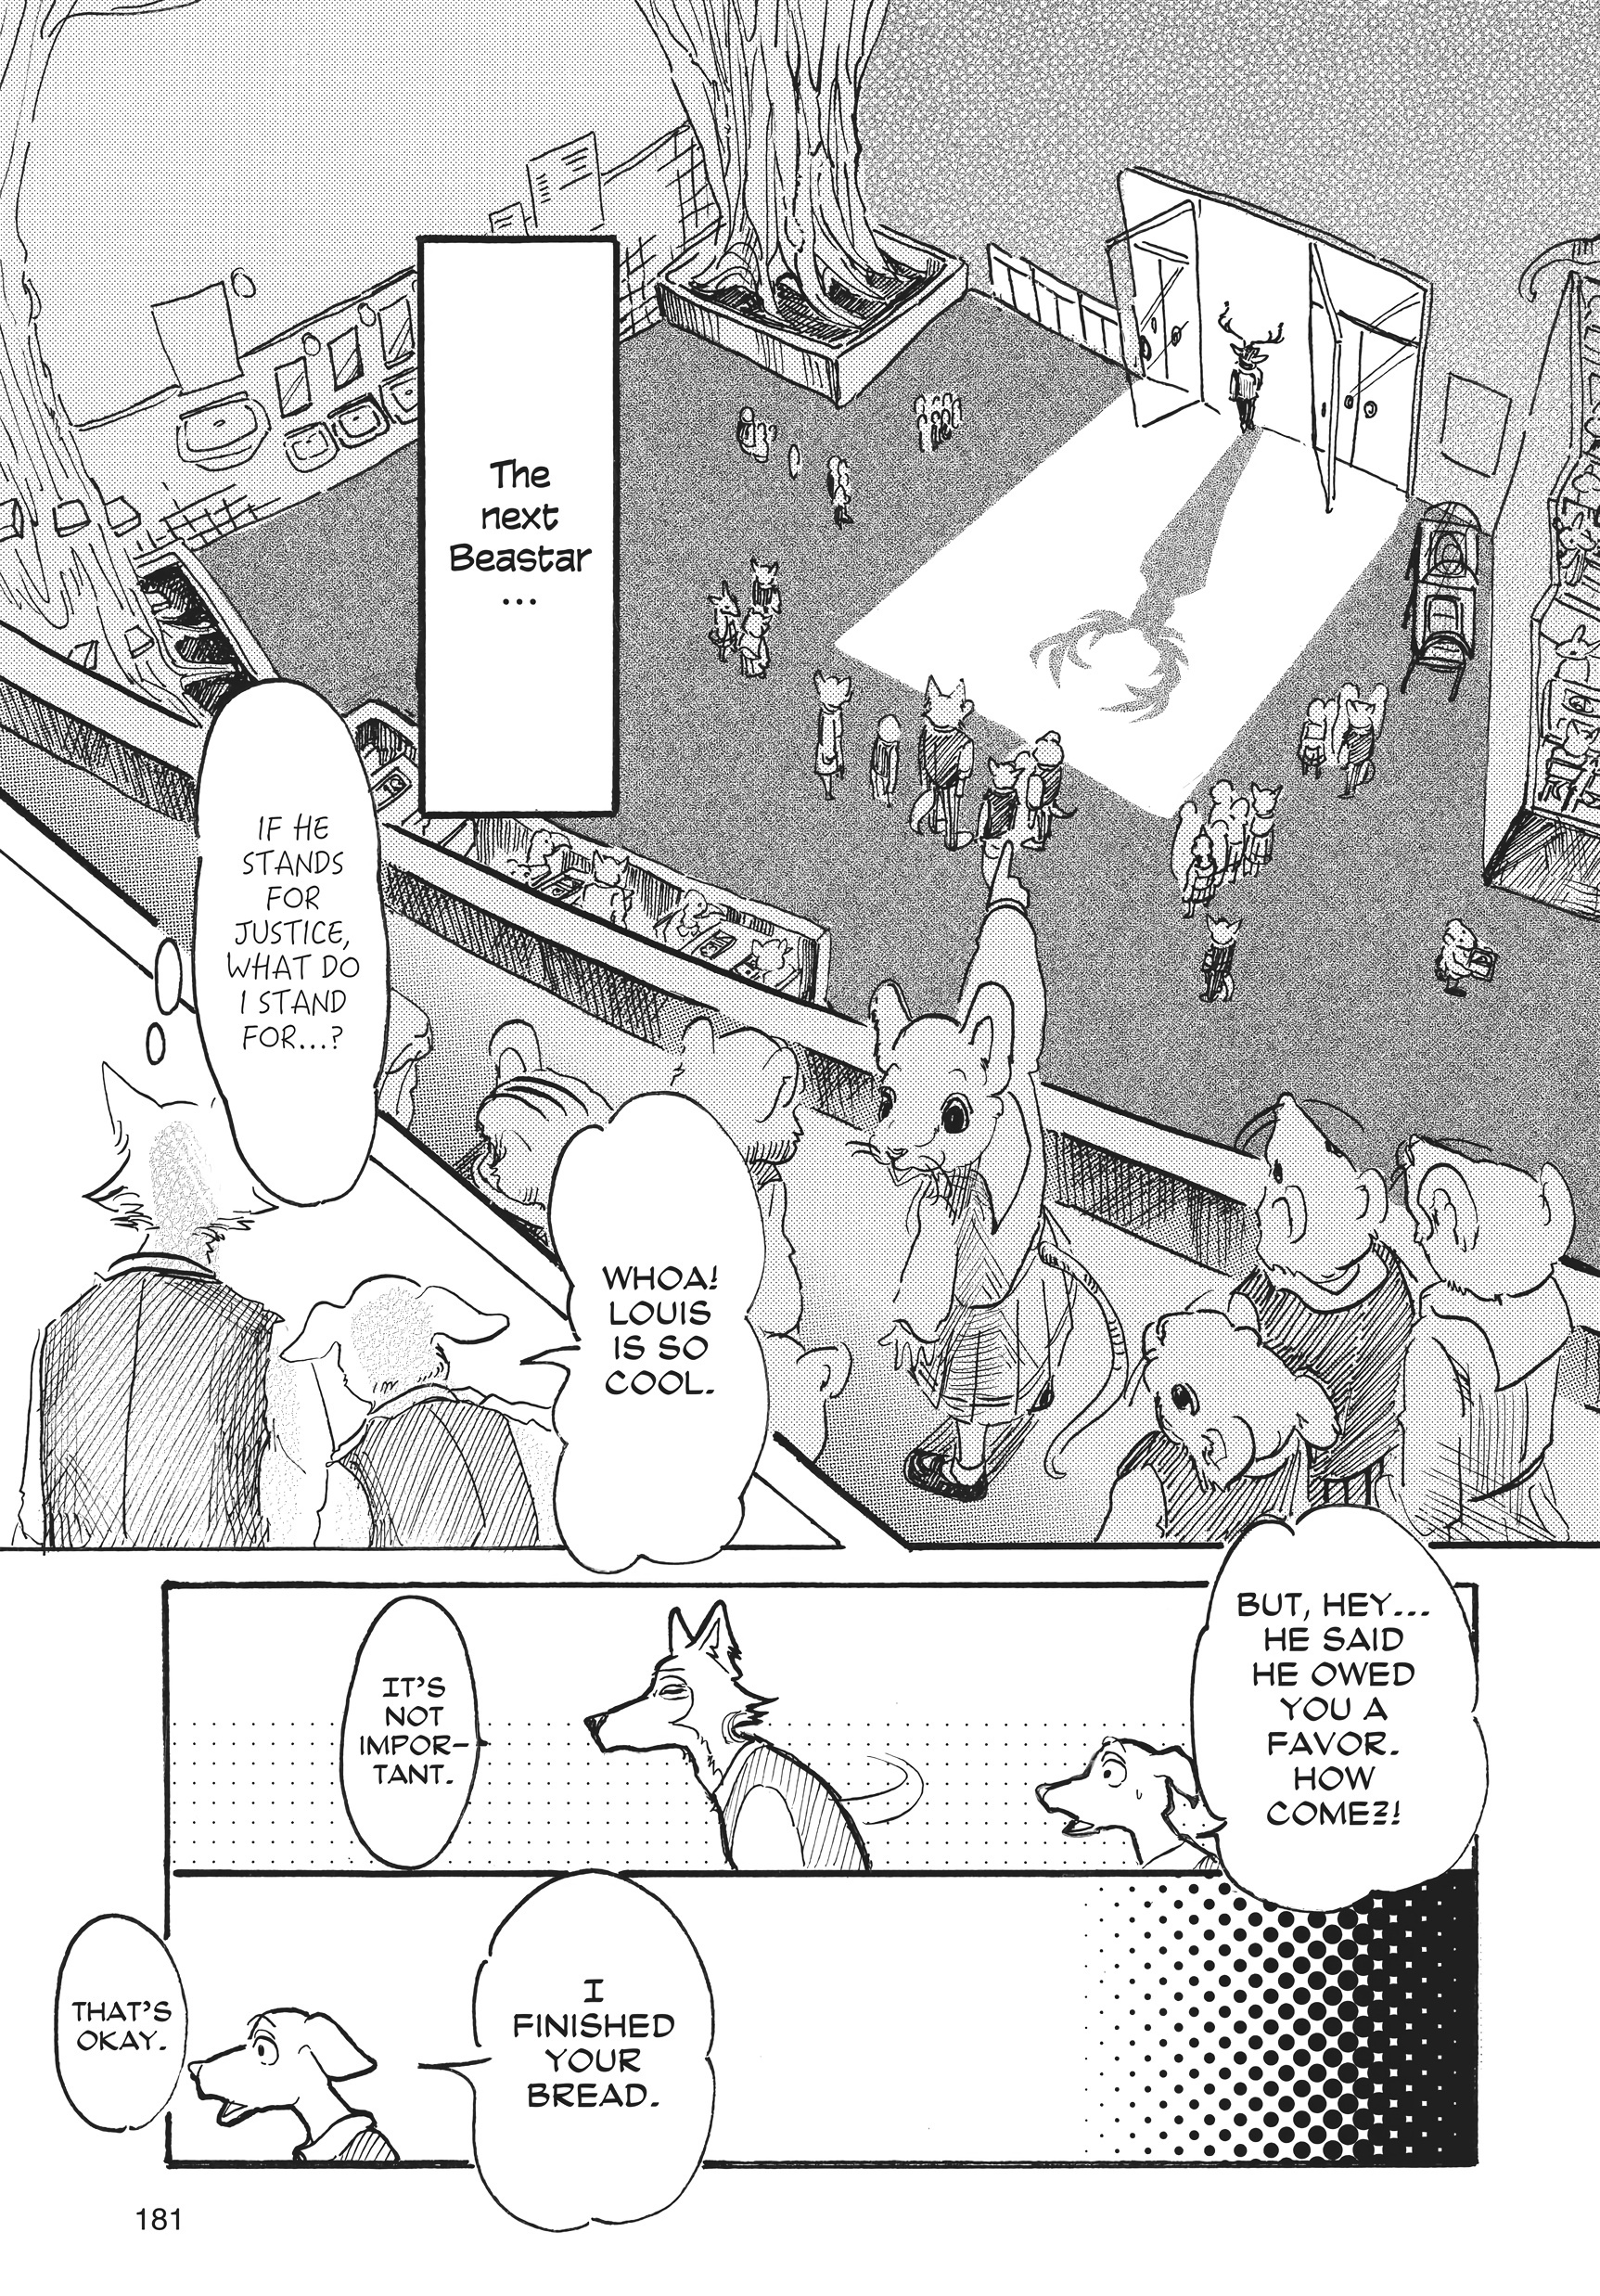 The
next
Beastar
...
IF HE
STANDS
FOR
JUSTICE,
WHAT DO
I STAND
FOR...?
WHOA!
LOUIS
IS SO
COOL.
BUT, HEY...
HE SAID
HE OWED
YOU A
FAVOR.
HOW
COME?!
IT'S
NOT
IMPOR-
TANT.
I
FINISHED
YOUR
BREAD.
THAT'S
OKAY.
181